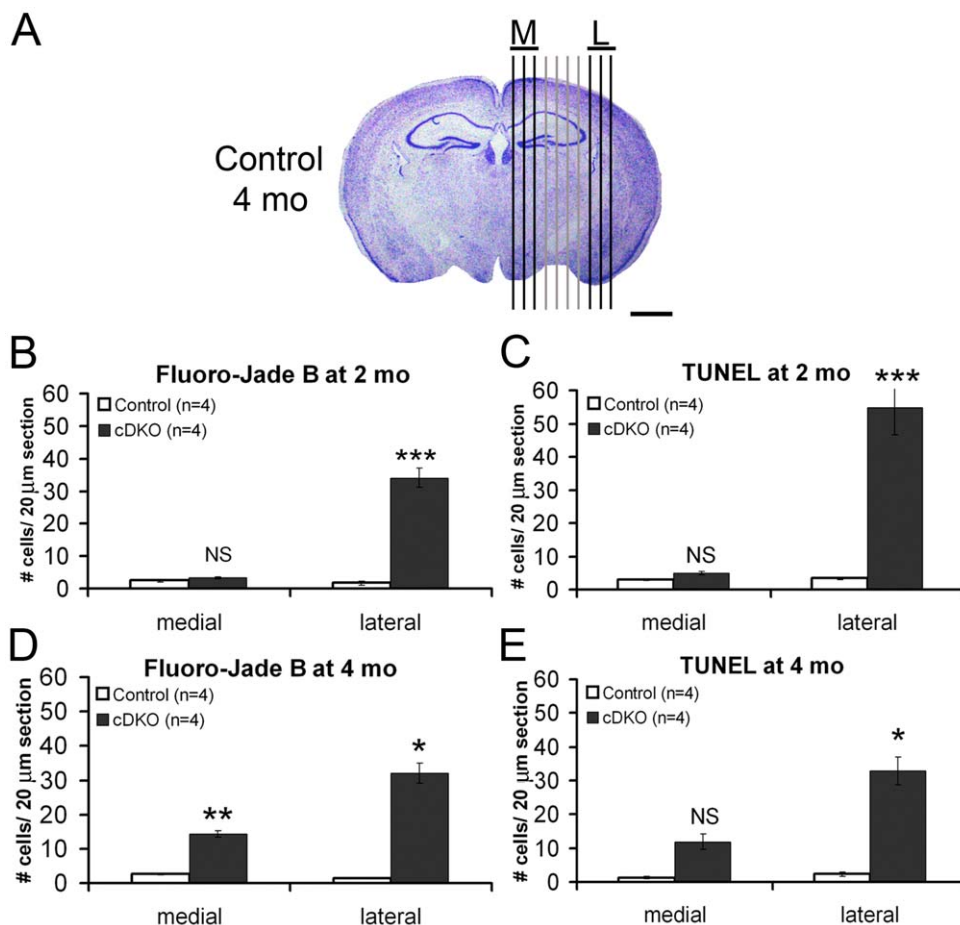 A
M L
Control
4 mo
B
Fluoro-Jade B at 2 mo
# cells/ 20 µm section
60
50
40
30
20
10
0
Control (n=4)
cDKO (n=4)
NS
***
medial lateral
C
TUNEL at 2 mo
# cells/ 20 µm section
60
50
40
30
20
10
0
Control (n=4)
cDKO (n=4)
NS
***
medial lateral
D
Fluoro-Jade B at 4 mo
# cells/ 20 µm section
60
50
40
30
20
10
0
Control (n=4)
cDKO (n=4)
**
*
medial lateral
E
TUNEL at 4 mo
# cells/ 20 µm section
60
50
40
30
20
10
0
Control (n=4)
cDKO (n=4)
NS
*
medial lateral